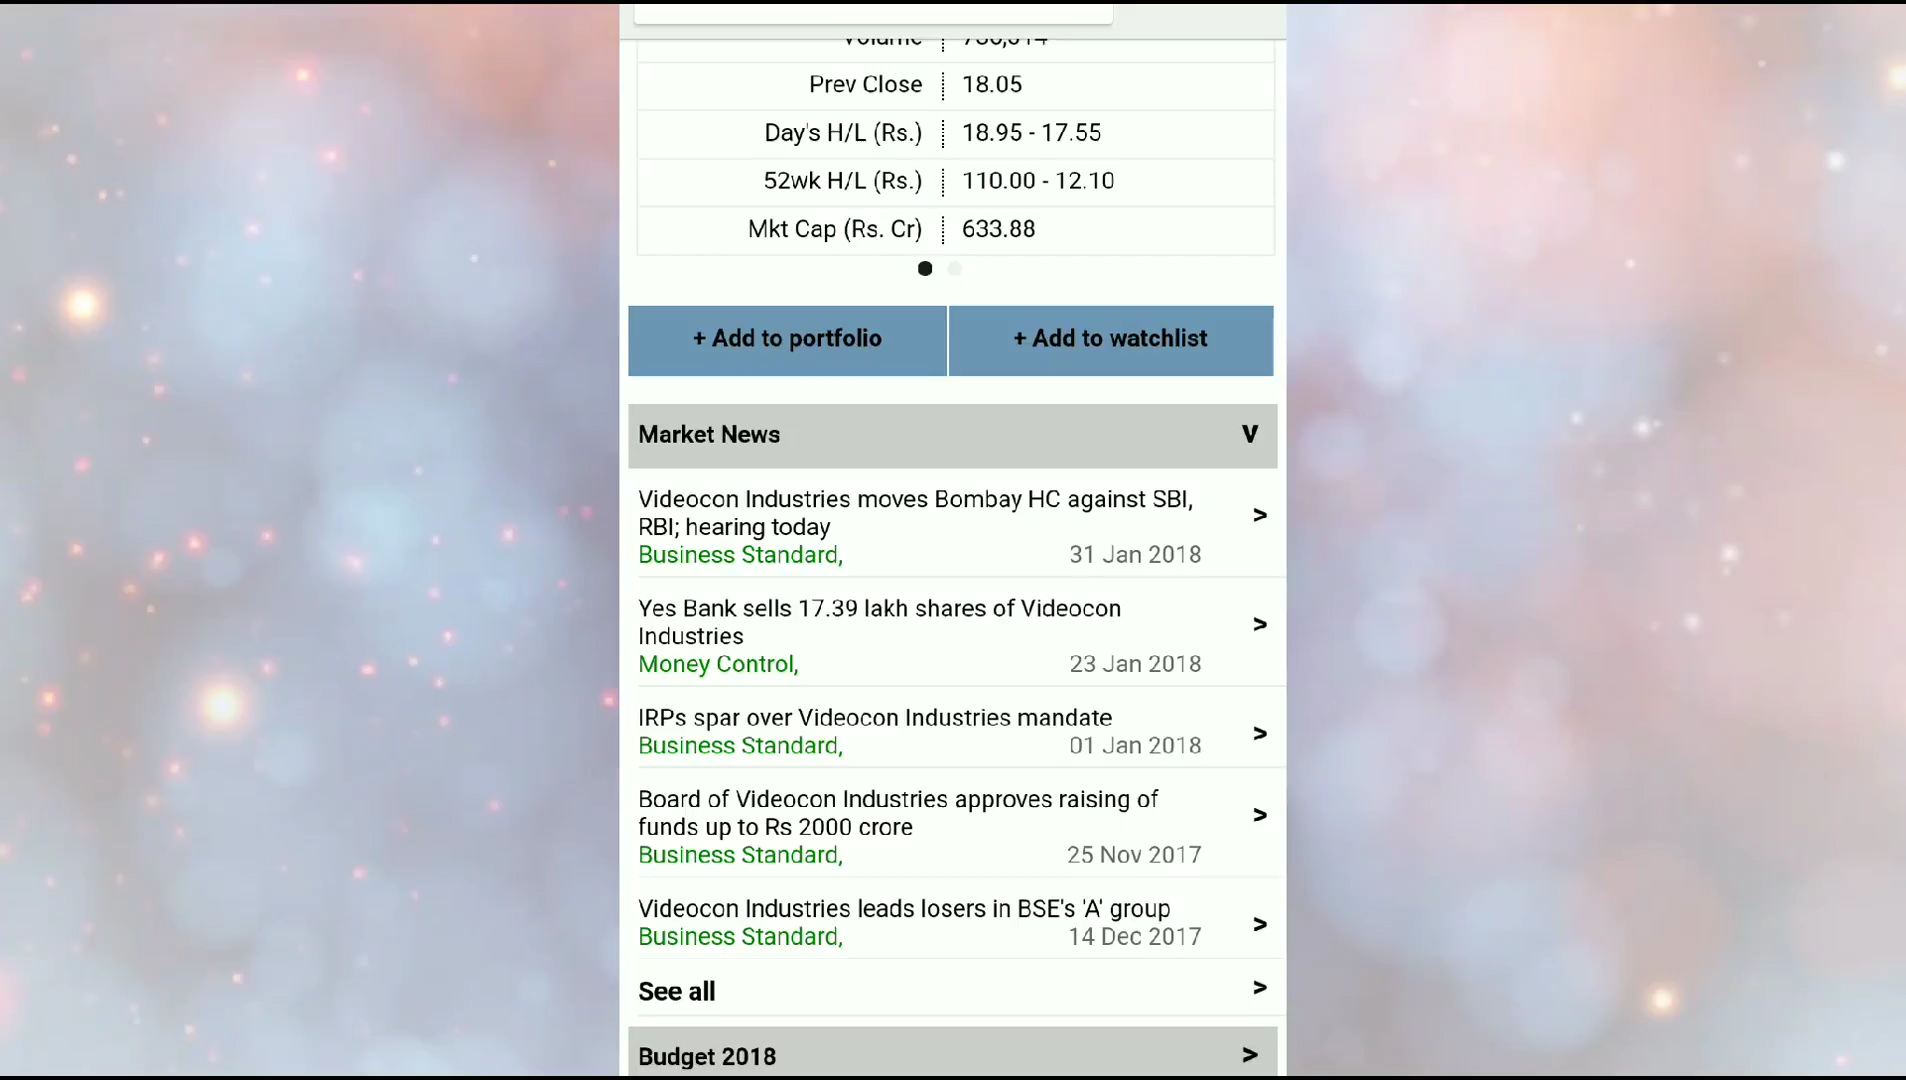 Volume
Prev Close 18.05
Day's H/L (Rs.) 18.95 - 17.55
52wk H/L (Rs.) 110.00 - 12.10
Mkt Cap (Rs. Cr) 633.88
+ Add to portfolio + Add to watchlist
Market News V
Videocon Industries moves Bombay HC against SBI,
RBI; hearing today >
Business Standard, 31 Jan 2018
Yes Bank sells 17.39 lakh shares of Videocon
Industries >
Money Control, 23 Jan 2018
IRPs spar over Videocon Industries mandate >
Business Standard, 01 Jan 2018
Board of Videocon Industries approves raising of
funds up to Rs 2000 crore >
Business Standard, 25 Nov 2017
Videocon Industries leads losers in BSE's 'A' group >
Business Standard, 14 Dec 2017
See all >
Budget 2018 >